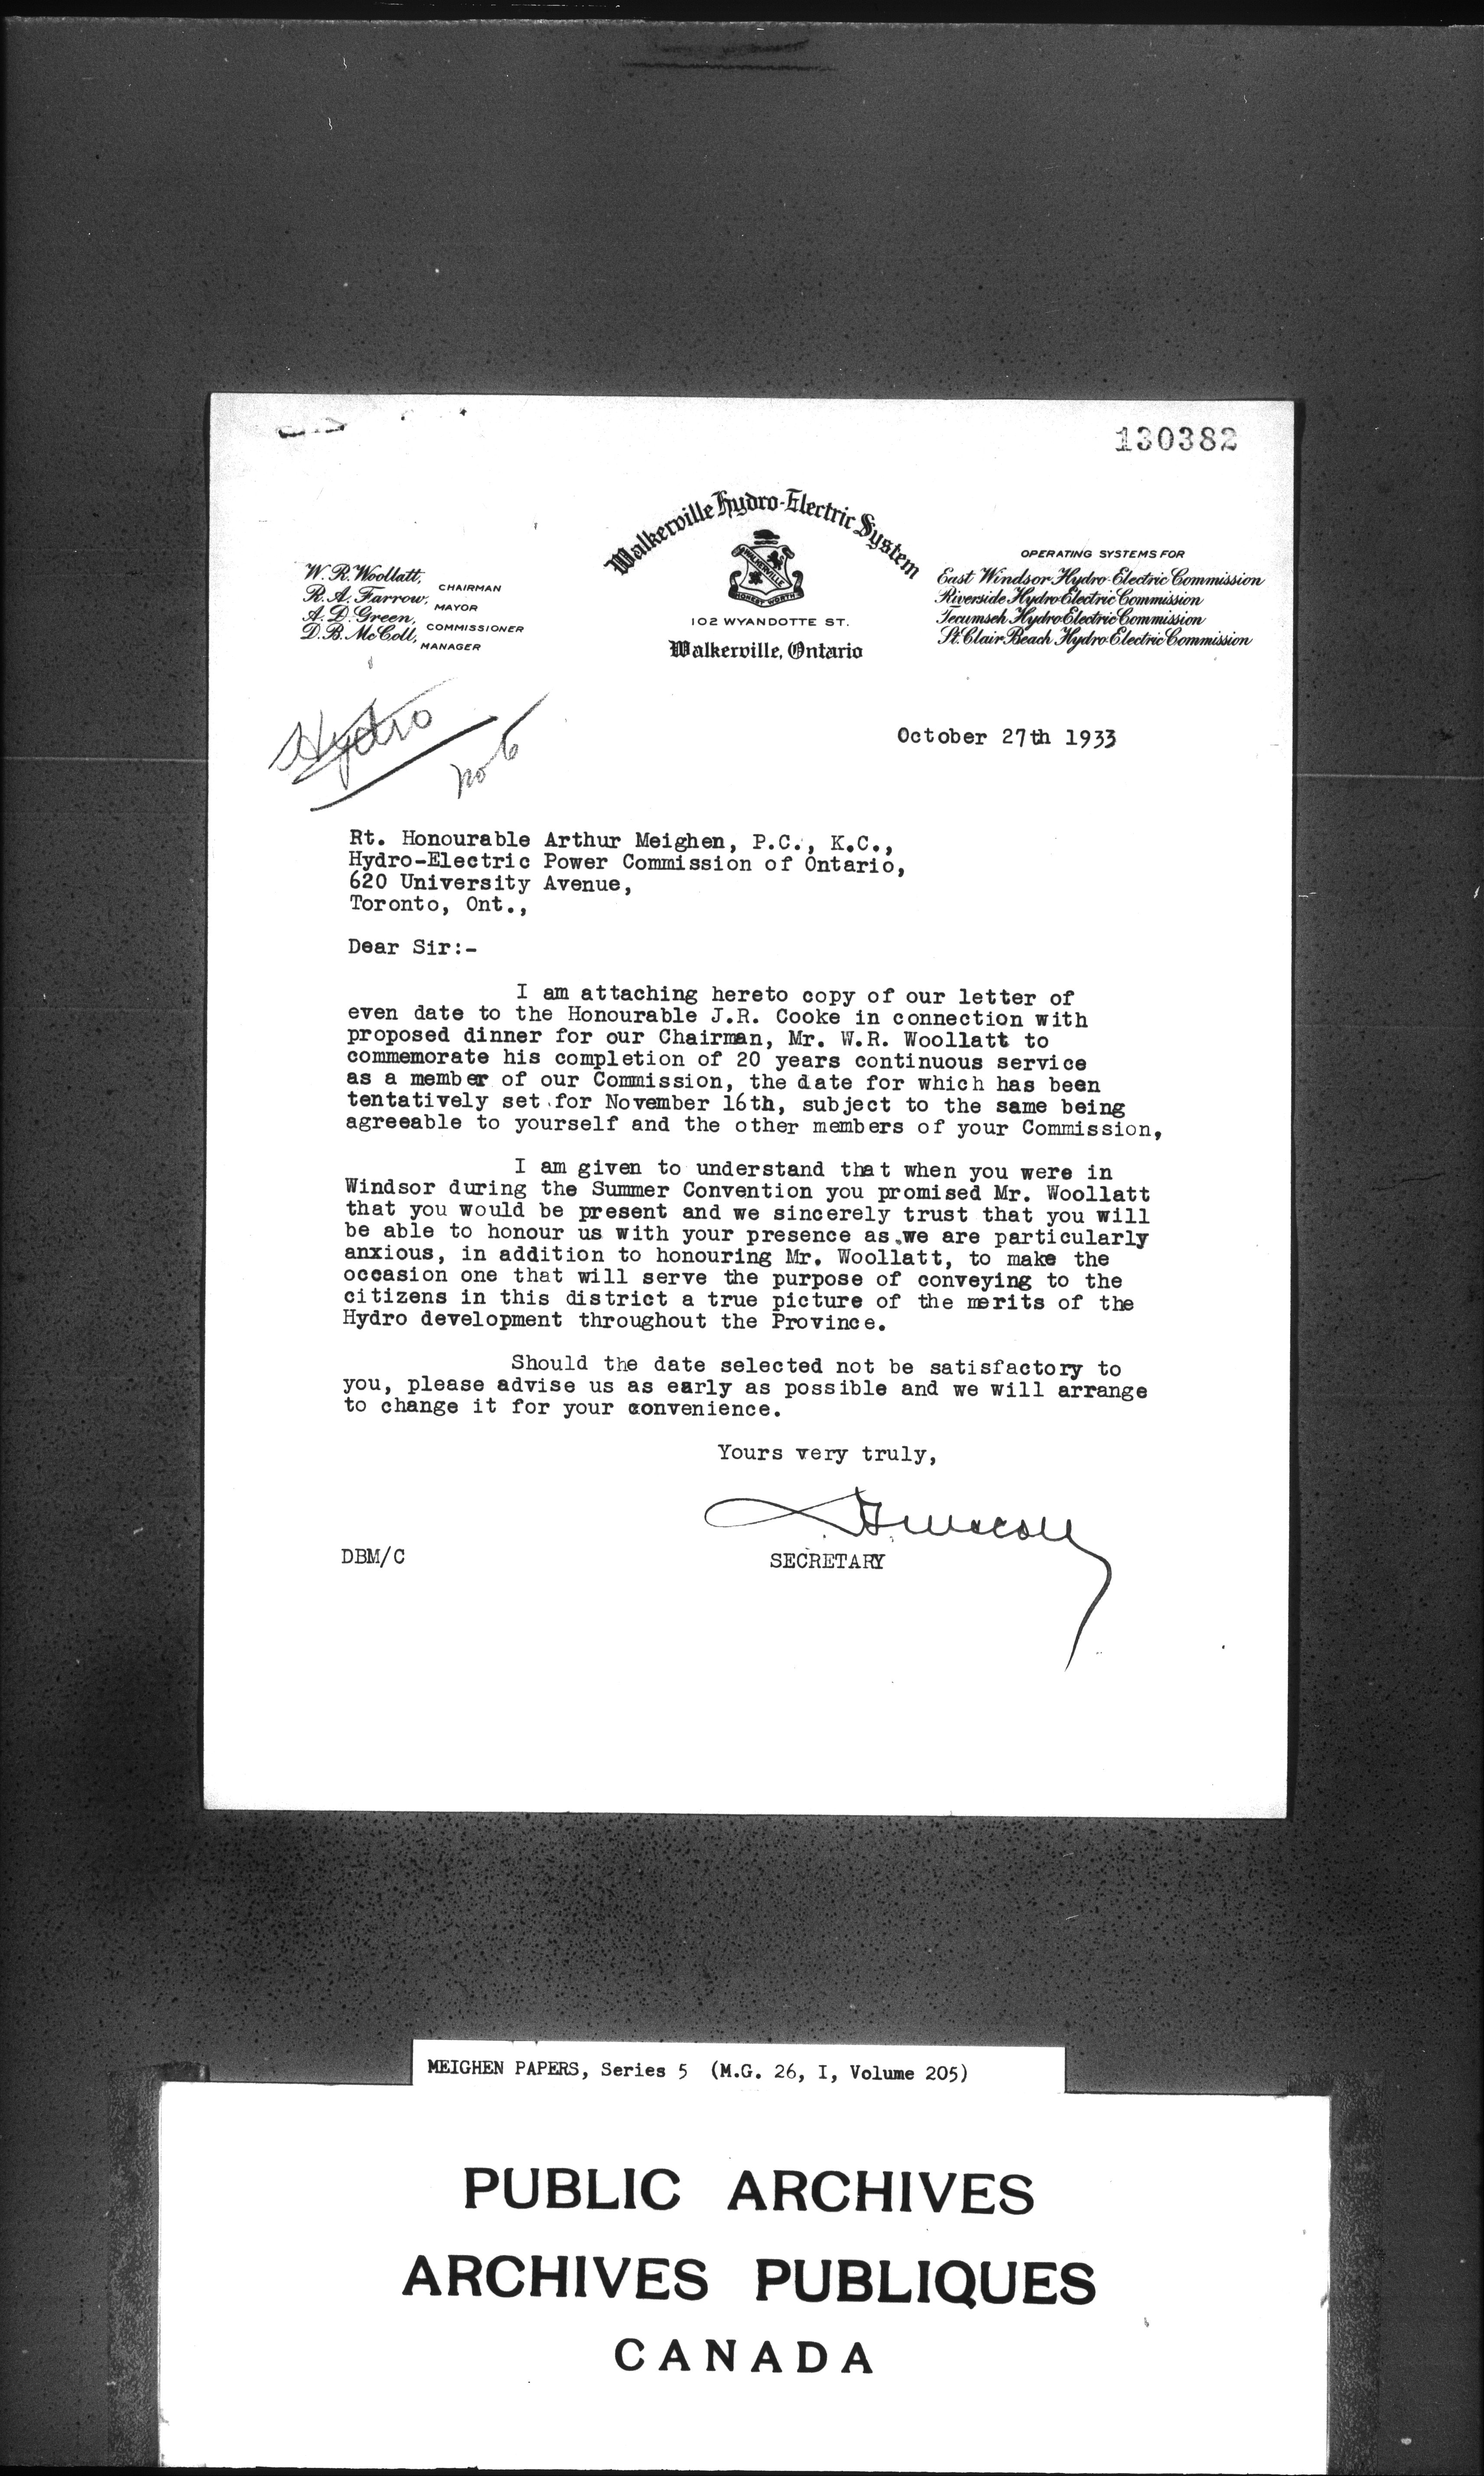 130382
Walkerville Hydro-Electric System
WALKERVILLE
HONEST WORTH
102 WYANDOTTE ST.
Walkerville, Ontario
W. R. Woollatt, CHAIRMAN
R. A. Farrow, MAYOR
A. D. Green, COMMISSIONER
D. B. McColl, MANAGER
OPERATING SYSTEMS FOR
East Windsor Hydro Electric Commission
Riverside Hydro Electric Commission
Tecumseh Hydro Electric Commission
St. Clair Beach Hydro Electric Commission
Hydro
no 6
October 27th 1933
Rt. Honourable Arthur Meighen, P.C., K.C.,
Hydro-Electric Power Commission of Ontario,
620 University Avenue,
Toronto, Ont.,
Dear Sir:-
I am attaching hereto copy of our letter of
even date to the Honourable J.R. Cooke in connection with
proposed dinner for our Chairman, Mr. W.R. Woollatt to
commemorate his completion of 20 years continuous service
as a member of our Commission, the date for which has been
tentatively set for November 16th, subject to the same being
agreeable to yourself and the other members of your Commission,
I am given to understand that when you were in
Windsor during the Summer Convention you promised Mr. Woollatt
that you would be present and we sincerely trust that you will
be able to honour us with your presence as we are particularly
anxious, in addition to honouring Mr. Woollatt, to make the
occasion one that will serve the purpose of conveying to the
citizens in this district a true picture of the merits of the
Hydro development throughout the Province.
Should the date selected not be satisfactory to
you, please advise us as early as possible and we will arrange
to change it for your convenience.
Yours very truly,
DBMcColl
DBM/C
SECRETARY
MEIGHEN PAPERS, Series 5 (M.G. 26, I, Volume 205)
PUBLIC ARCHIVES
ARCHIVES PUBLIQUES
CANADA